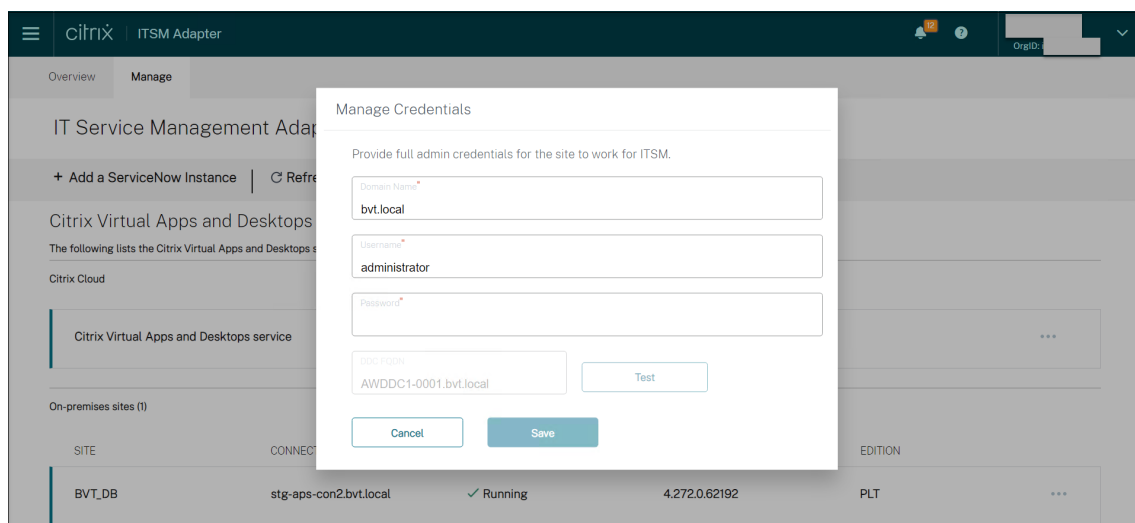 citrix | ITSM Adapter
12
?
OrgID:
Overview Manage
IT Service Management Adap
+ Add a ServiceNow Instance Refre
Citrix Virtual Apps and Desktops
The following lists the Citrix Virtual Apps and Desktops s
Citrix Cloud
Citrix Virtual Apps and Desktops service
...
On-premises sites (1)
SITE CONNECT EDITION
BVT_DB stg-aps-con2.bvt.local ✓ Running 4.272.0.62192 PLT ...
Manage Credentials
Provide full admin credentials for the site to work for ITSM.
Domain Name*
bvt.local
Username*
administrator
Password*
DDC FQDN
AWDDC1-0001.bvt.local
Test
Cancel Save